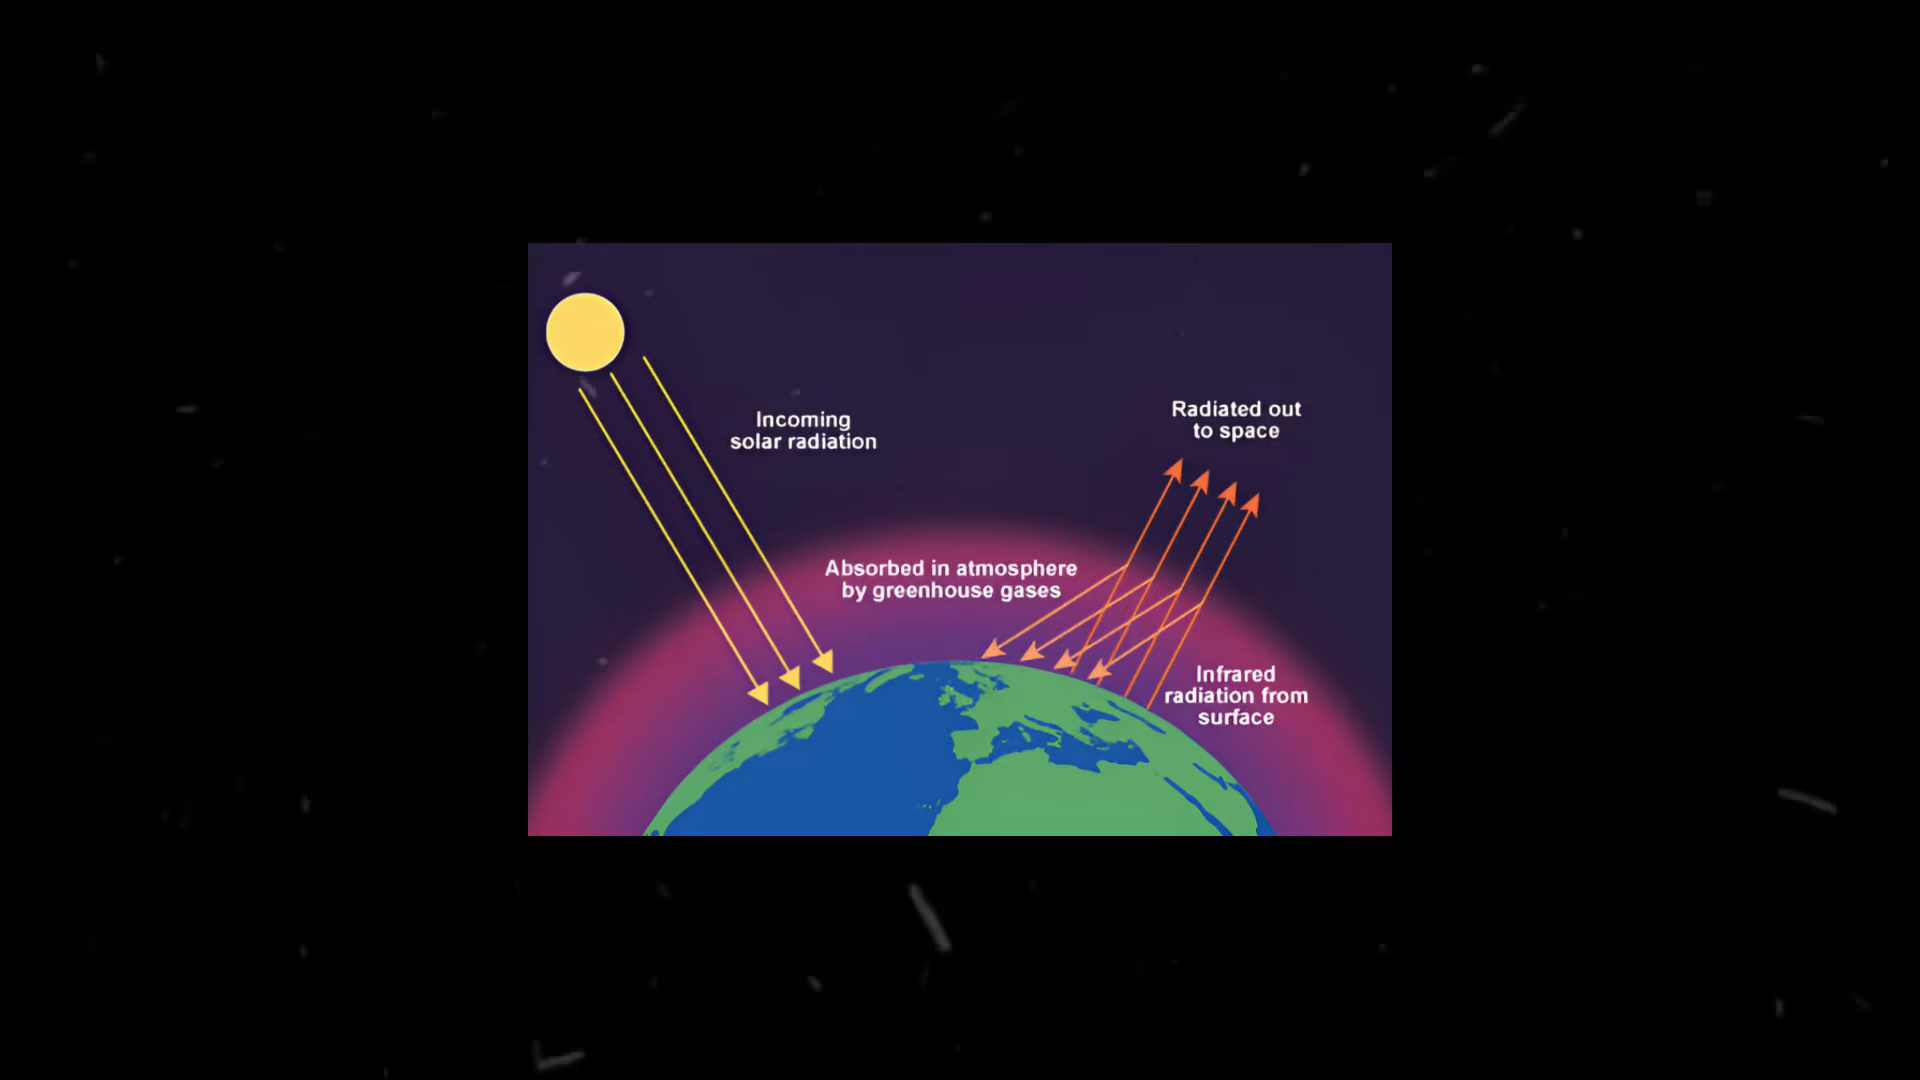 Incoming
solar radiation
Radiated out
to space
Absorbed in atmosphere
by greenhouse gases
Infrared
radiation from
surface